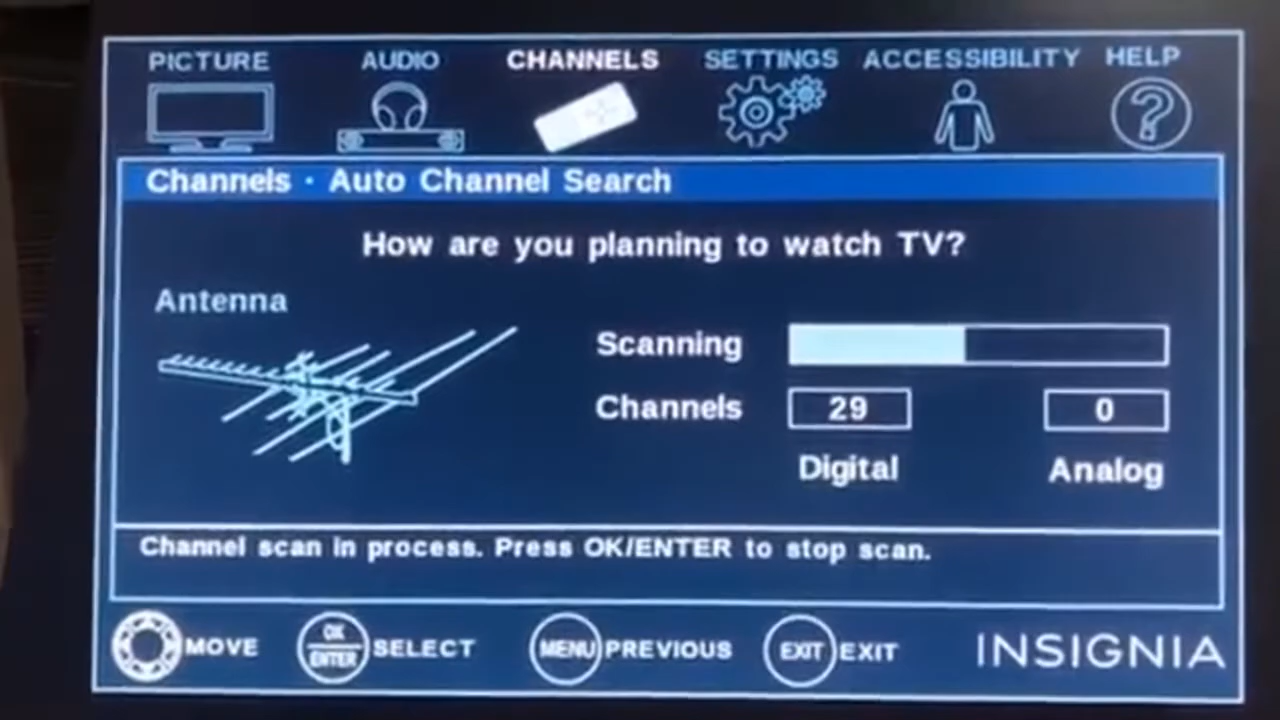 PICTURE AUDIO CHANNELS SETTINGS ACCESSIBILITY HELP
?
Channels · Auto Channel Search
How are you planning to watch TV?
Antenna
Scanning
Channels 29 0
Digital Analog
Channel scan in process. Press OK/ENTER to stop scan.
OK
ENTER
MOVE SELECT MENU PREVIOUS EXIT EXIT INSIGNIA